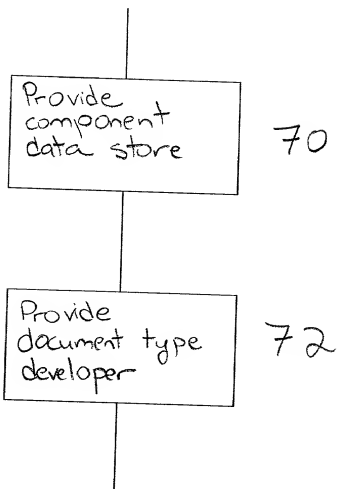 Provide
component
data store
70
Provide
document type
developer
72